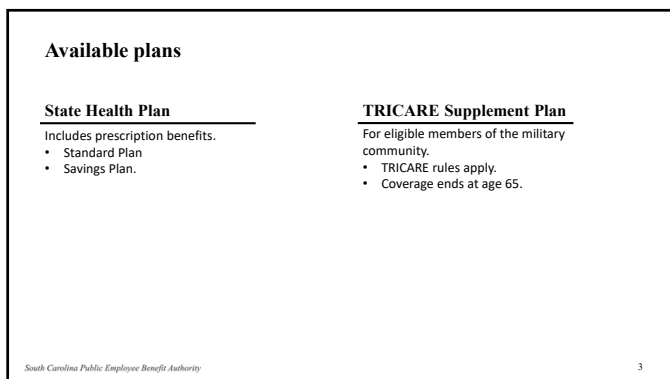 Available plans
State Health Plan
Includes prescription benefits.
• Standard Plan
• Savings Plan.
TRICARE Supplement Plan
For eligible members of the military
community.
• TRICARE rules apply.
• Coverage ends at age 65.
South Carolina Public Employee Benefit Authority
3